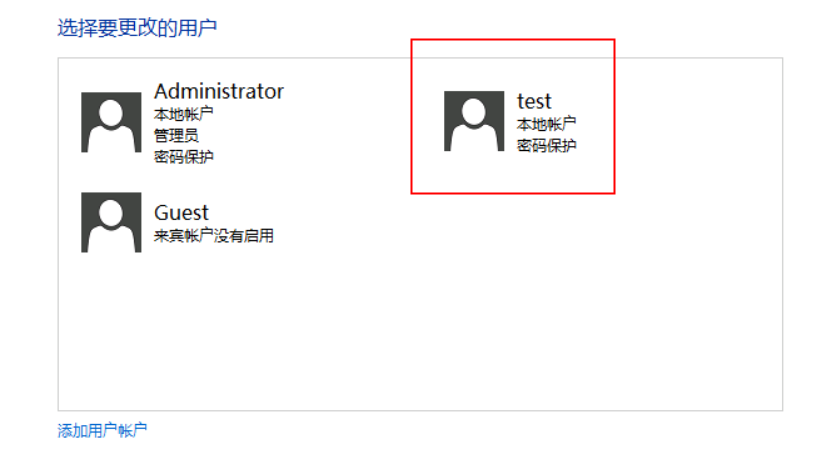 选择要更改的用户
Administrator
本地帐户
管理员
密码保护
test
本地帐户
密码保护
Guest
来宾帐户没有启用
添加用户帐户